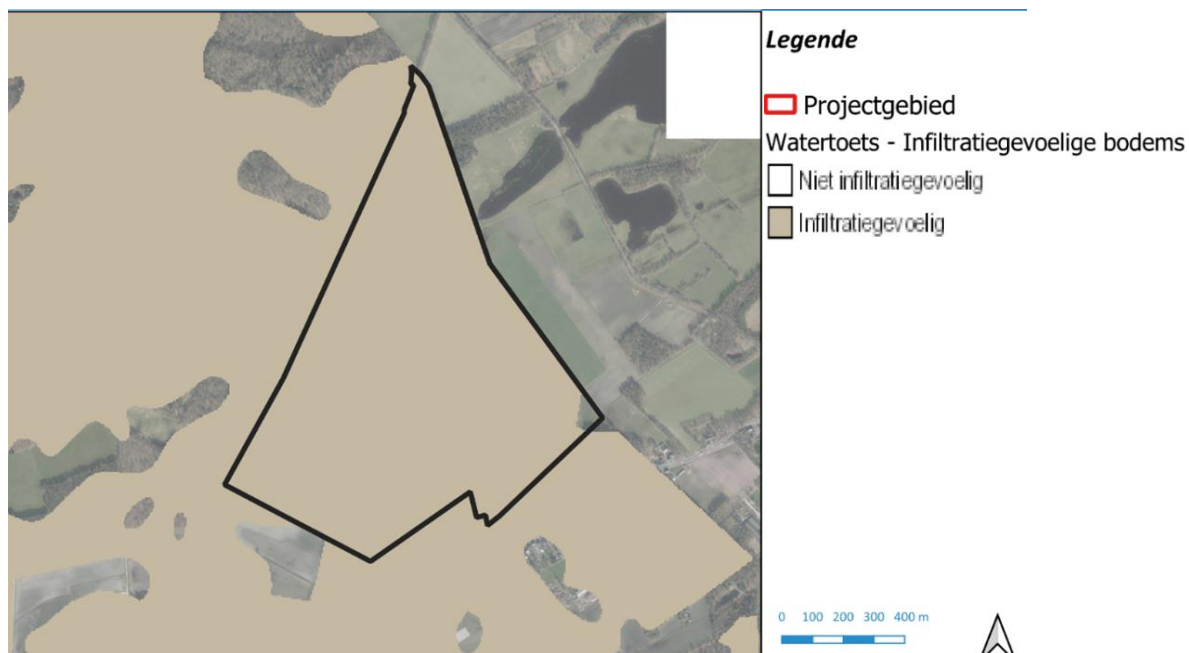 Legende
Projectgebied
Watertoets - Infiltratiegevoelige bodems
Niet infiltratiegevoelig
Infiltratiegevoelig
0 100 200 300 400 m